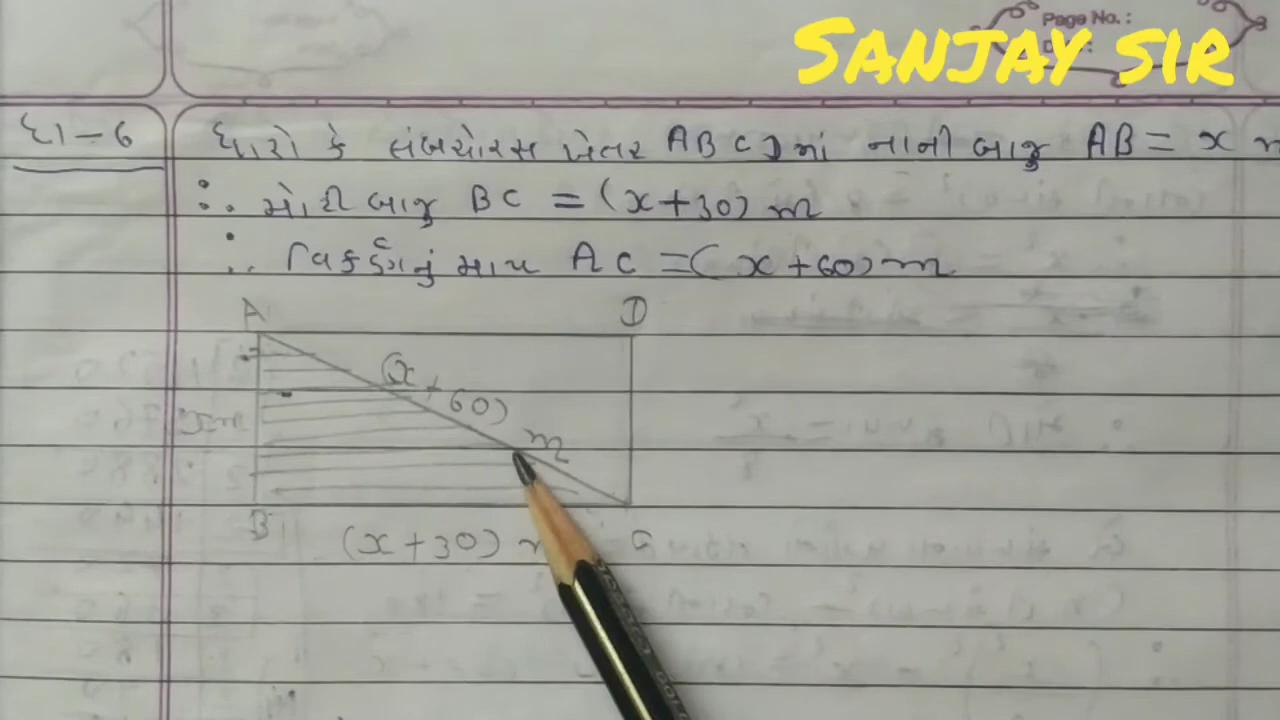 Page No.:
SANJAY SIR
દા-6
ધારો કે લંબચોરસ ખેતર ABCD માં નાની બાજુ AB = x m
∴ મોટી બાજુ BC = (x+30) m
∴ વિકર્ણનું માપ AC = (x+60) m
A D
(x+60) m
x m
B C
(x+30) m